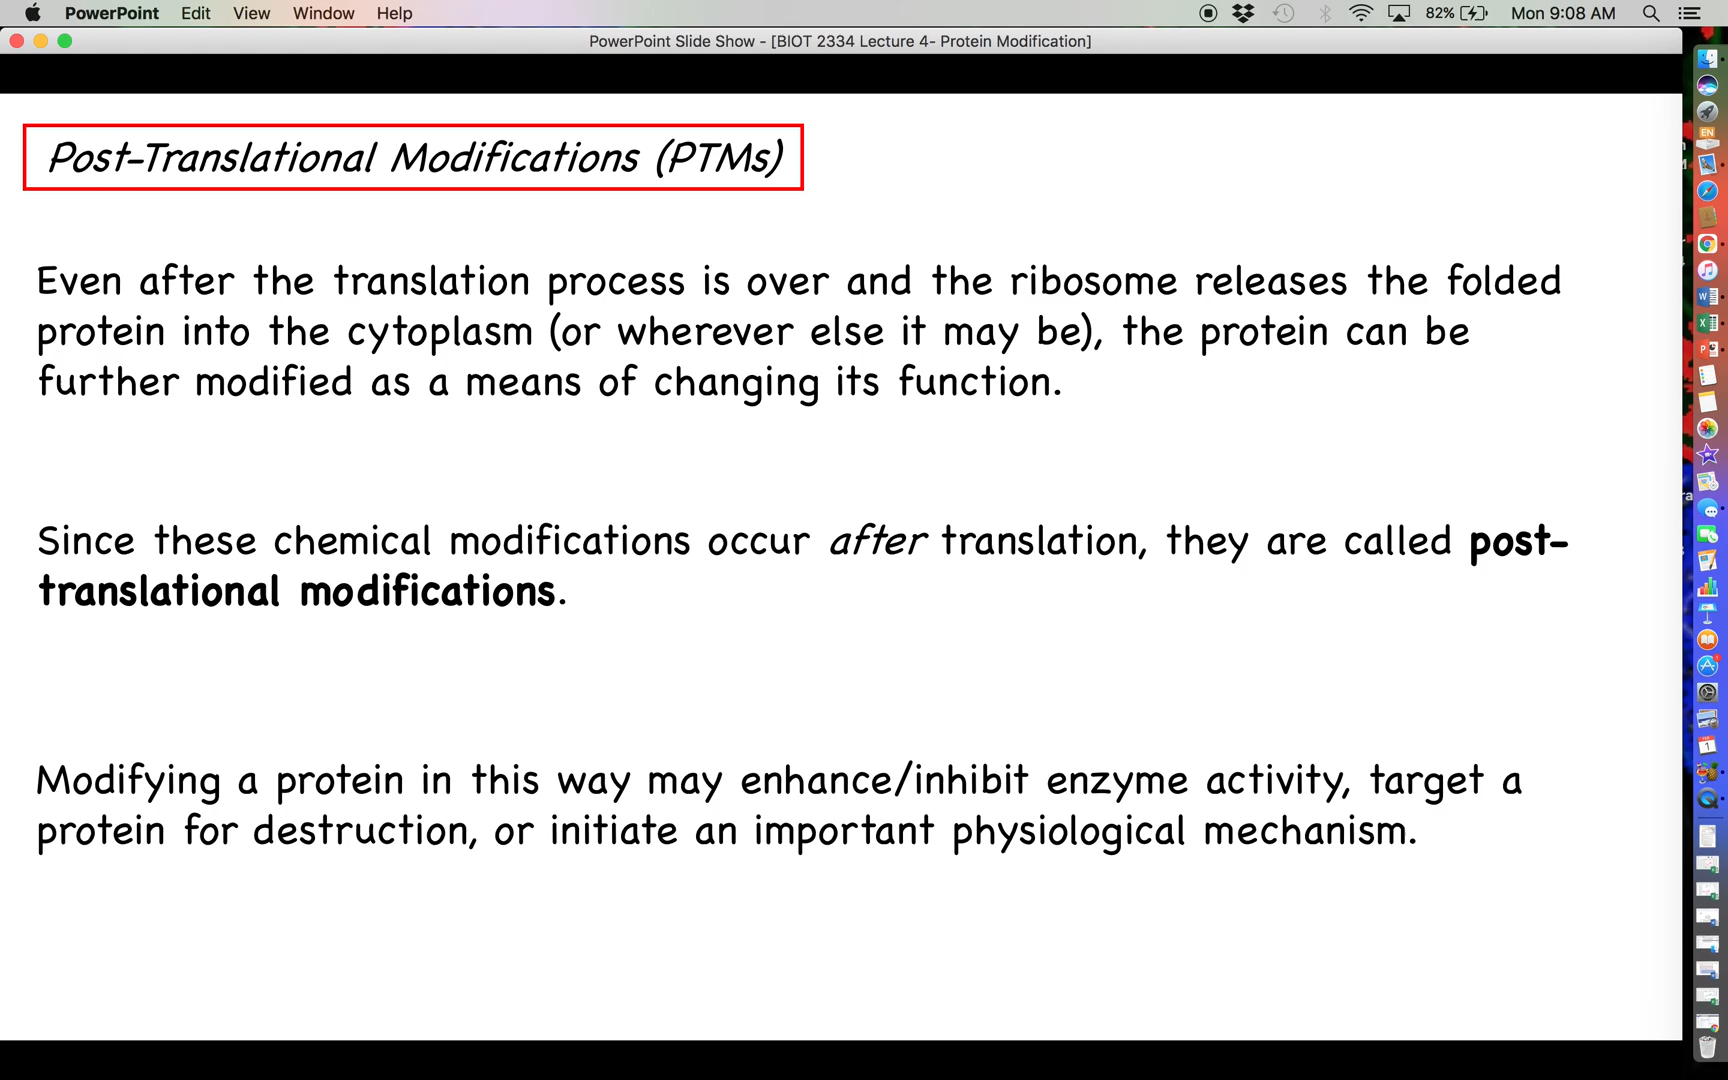 PowerPoint Edit View Window Help 82% Mon 9:08 AM
PowerPoint Slide Show - [BIOT 2334 Lecture 4- Protein Modification]
Post-Translational Modifications (PTMs)
Even after the translation process is over and the ribosome releases the folded
protein into the cytoplasm (or wherever else it may be), the protein can be
further modified as a means of changing its function.
Since these chemical modifications occur after translation, they are called post-
translational modifications.
Modifying a protein in this way may enhance/inhibit enzyme activity, target a
protein for destruction, or initiate an important physiological mechanism.